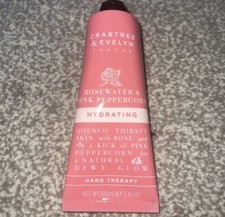 CRABTREE
& EVELYN
LONDON
ROSEWATER &
PINK PEPPERCORN
HYDRATING
QUENCH THIRSTY
SKIN with ROSE and
a KICK of PINK
PEPPERCORN for
a NATURAL
DEWY GLOW
HAND THERAPY